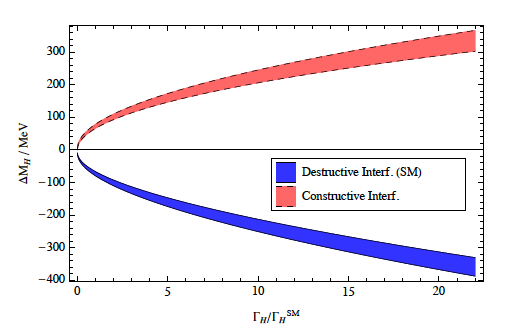 300
200
100
0
−100
−200
−300
−400
ΔM_H / MeV
Destructive Interf. (SM)
Constructive Interf.
0 5 10 15 20
Γ_H/Γ_H^SM